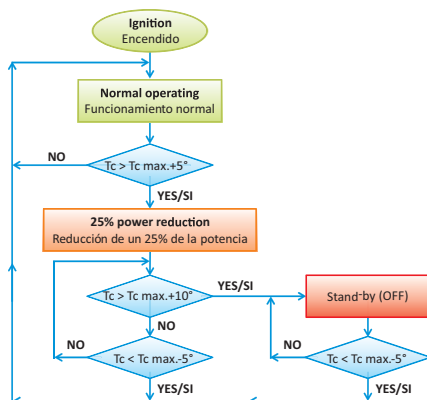 Ignition
Encendido
Normal operating
Funcionamiento normal
NO
Tc > Tc max.+5°
YES/SI
25% power reduction
Reducción de un 25% de la potencia
Tc > Tc max.+10°
YES/SI
Stand-by (OFF)
NO
NO
Tc < Tc max.-5°
NO
Tc < Tc max.-5°
YES/SI
YES/SI